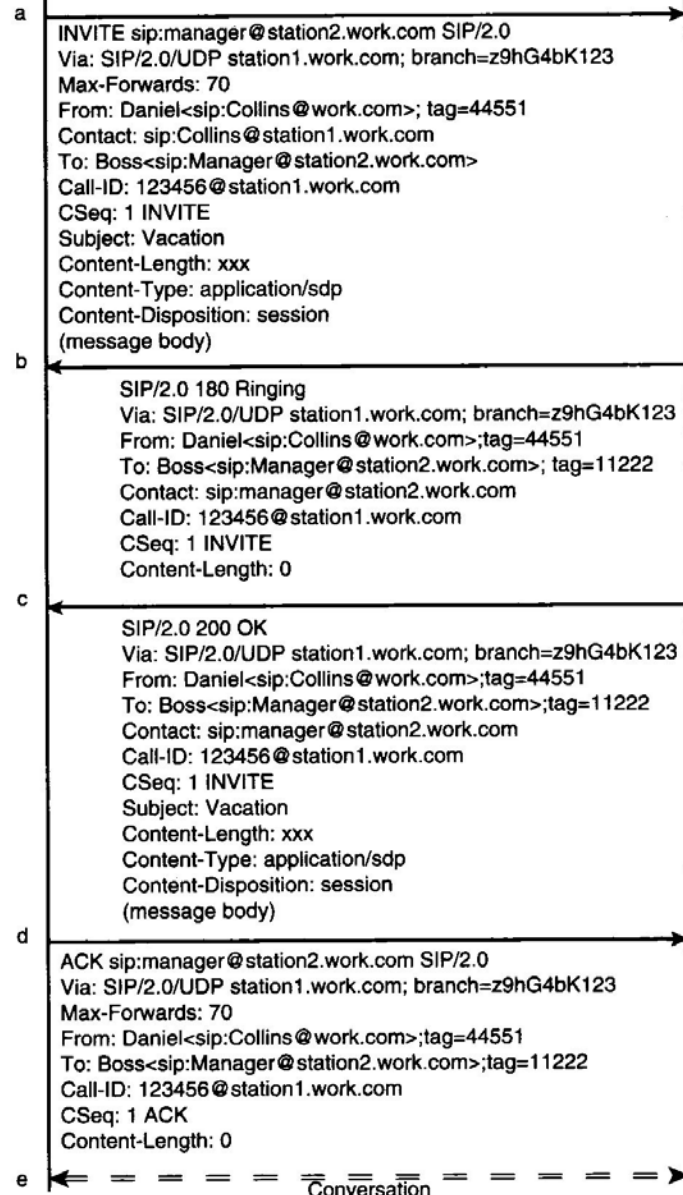 a
INVITE sip:manager@station2.work.com SIP/2.0
Via: SIP/2.0/UDP station1.work.com; branch=z9hG4bK123
Max-Forwards: 70
From: Daniel<sip:Collins@work.com>; tag=44551
Contact: sip:Collins@station1.work.com
To: Boss<sip:Manager@station2.work.com>
Call-ID: 123456@station1.work.com
CSeq: 1 INVITE
Subject: Vacation
Content-Length: xxx
Content-Type: application/sdp
Content-Disposition: session
(message body)
b
SIP/2.0 180 Ringing
Via: SIP/2.0/UDP station1.work.com; branch=z9hG4bK123
From: Daniel<sip:Collins@work.com>;tag=44551
To: Boss<sip:Manager@station2.work.com>; tag=11222
Contact: sip:manager@station2.work.com
Call-ID: 123456@station1.work.com
CSeq: 1 INVITE
Content-Length: 0
c
SIP/2.0 200 OK
Via: SIP/2.0/UDP station1.work.com; branch=z9hG4bK123
From: Daniel<sip:Collins@work.com>;tag=44551
To: Boss<sip:Manager@station2.work.com>;tag=11222
Contact: sip:manager@station2.work.com
Call-ID: 123456@station1.work.com
CSeq: 1 INVITE
Subject: Vacation
Content-Length: xxx
Content-Type: application/sdp
Content-Disposition: session
(message body)
d
ACK sip:manager@station2.work.com SIP/2.0
Via: SIP/2.0/UDP station1.work.com; branch=z9hG4bK123
Max-Forwards: 70
From: Daniel<sip:Collins@work.com>;tag=44551
To: Boss<sip:Manager@station2.work.com>;tag=11222
Call-ID: 123456@station1.work.com
CSeq: 1 ACK
Content-Length: 0
e
Conversation